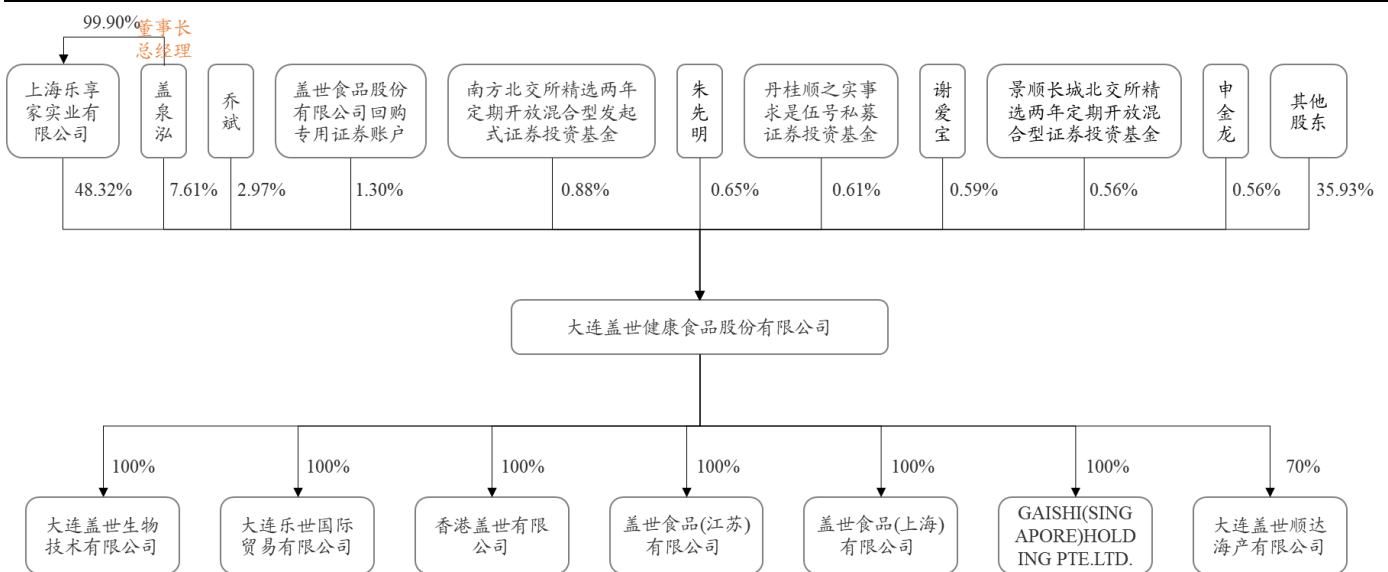 99.90%
董事长
总经理
上海乐享
家实业有
限公司
盖
泉
泓
乔
斌
盖世食品股份
有限公司回购
专用证券账户
南方北交所精选两年
定期开放混合型发起
式证券投资基金
朱
先
明
丹桂顺之实事
求是伍号私募
证券投资基金
谢
爱
宝
景顺长城北交所精
选两年定期开放混
合型证券投资基金
申
金
龙
其他
股东
48.32%
7.61%
2.97%
1.30%
0.88%
0.65%
0.61%
0.59%
0.56%
0.56%
35.93%
大连盖世健康食品股份有限公司
100%
100%
100%
100%
100%
100%
70%
大连盖世生物
技术有限公司
大连乐世国际
贸易有限公司
香港盖世有限
公司
盖世食品(江苏)
有限公司
盖世食品(上海)
有限公司
GAISHI(SING
APORE)HOLD
ING PTE.LTD.
大连盖世顺达
海产有限公司